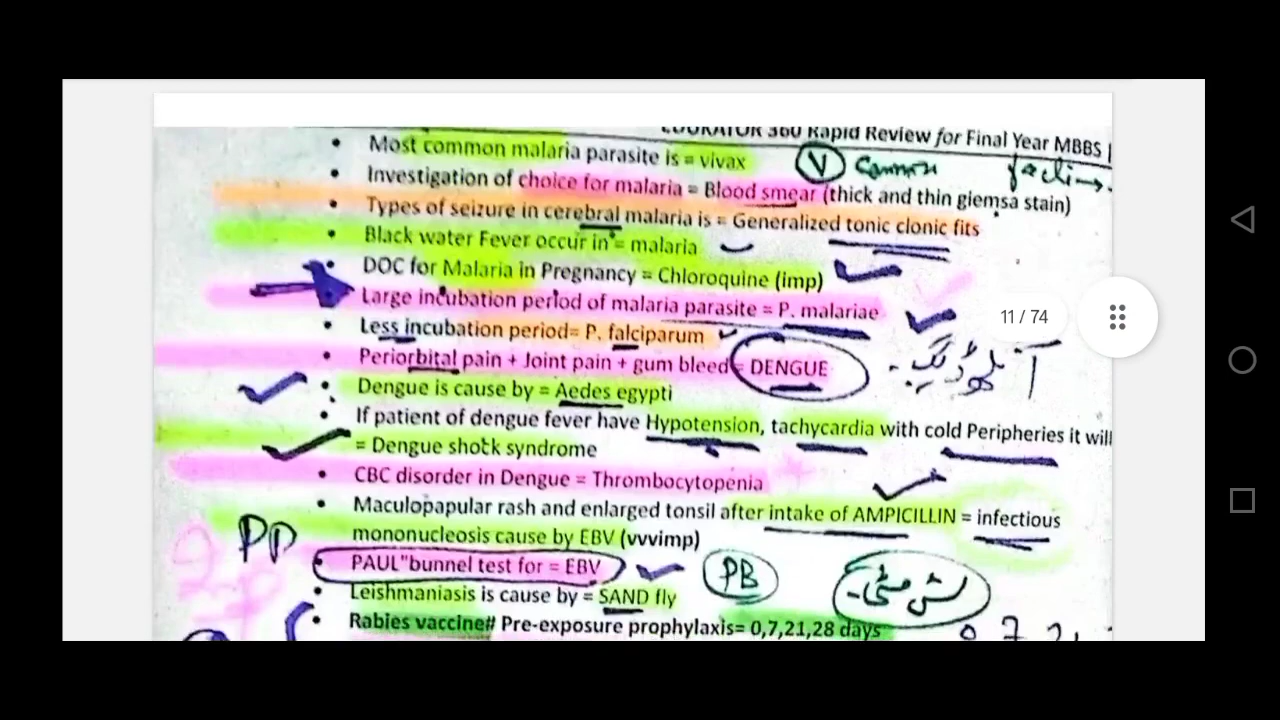 EDUKATOR 360 Rapid Review for Final Year MBBS |
• Most common malaria parasite is = vivax
V common
• Investigation of choice for malaria = Blood smear (thick and thin giemsa stain)
• Types of seizure in cerebral malaria is = Generalized tonic clonic fits
• Black water Fever occur in = malaria
• DOC for Malaria in Pregnancy = Chloroquine (imp)
• Large incubation period of malaria parasite = P. malariae
11 / 74
• Less incubation period= P. falciparum
• Periorbital pain + Joint pain + gum bleed = DENGUE
• Dengue is cause by = Aedes egypti
• If patient of dengue fever have Hypotension, tachycardia with cold Peripheries it will
= Dengue shock syndrome
• CBC disorder in Dengue = Thrombocytopenia
• Maculopapular rash and enlarged tonsil after intake of AMPICILLIN = infectious
mononucleosis cause by EBV (vvvimp)
• PAUL"bunnel test for = EBV
PB
• Leishmaniasis is cause by = SAND fly
• Rabies vaccine# Pre-exposure prophylaxis= 0,7,21,28 days